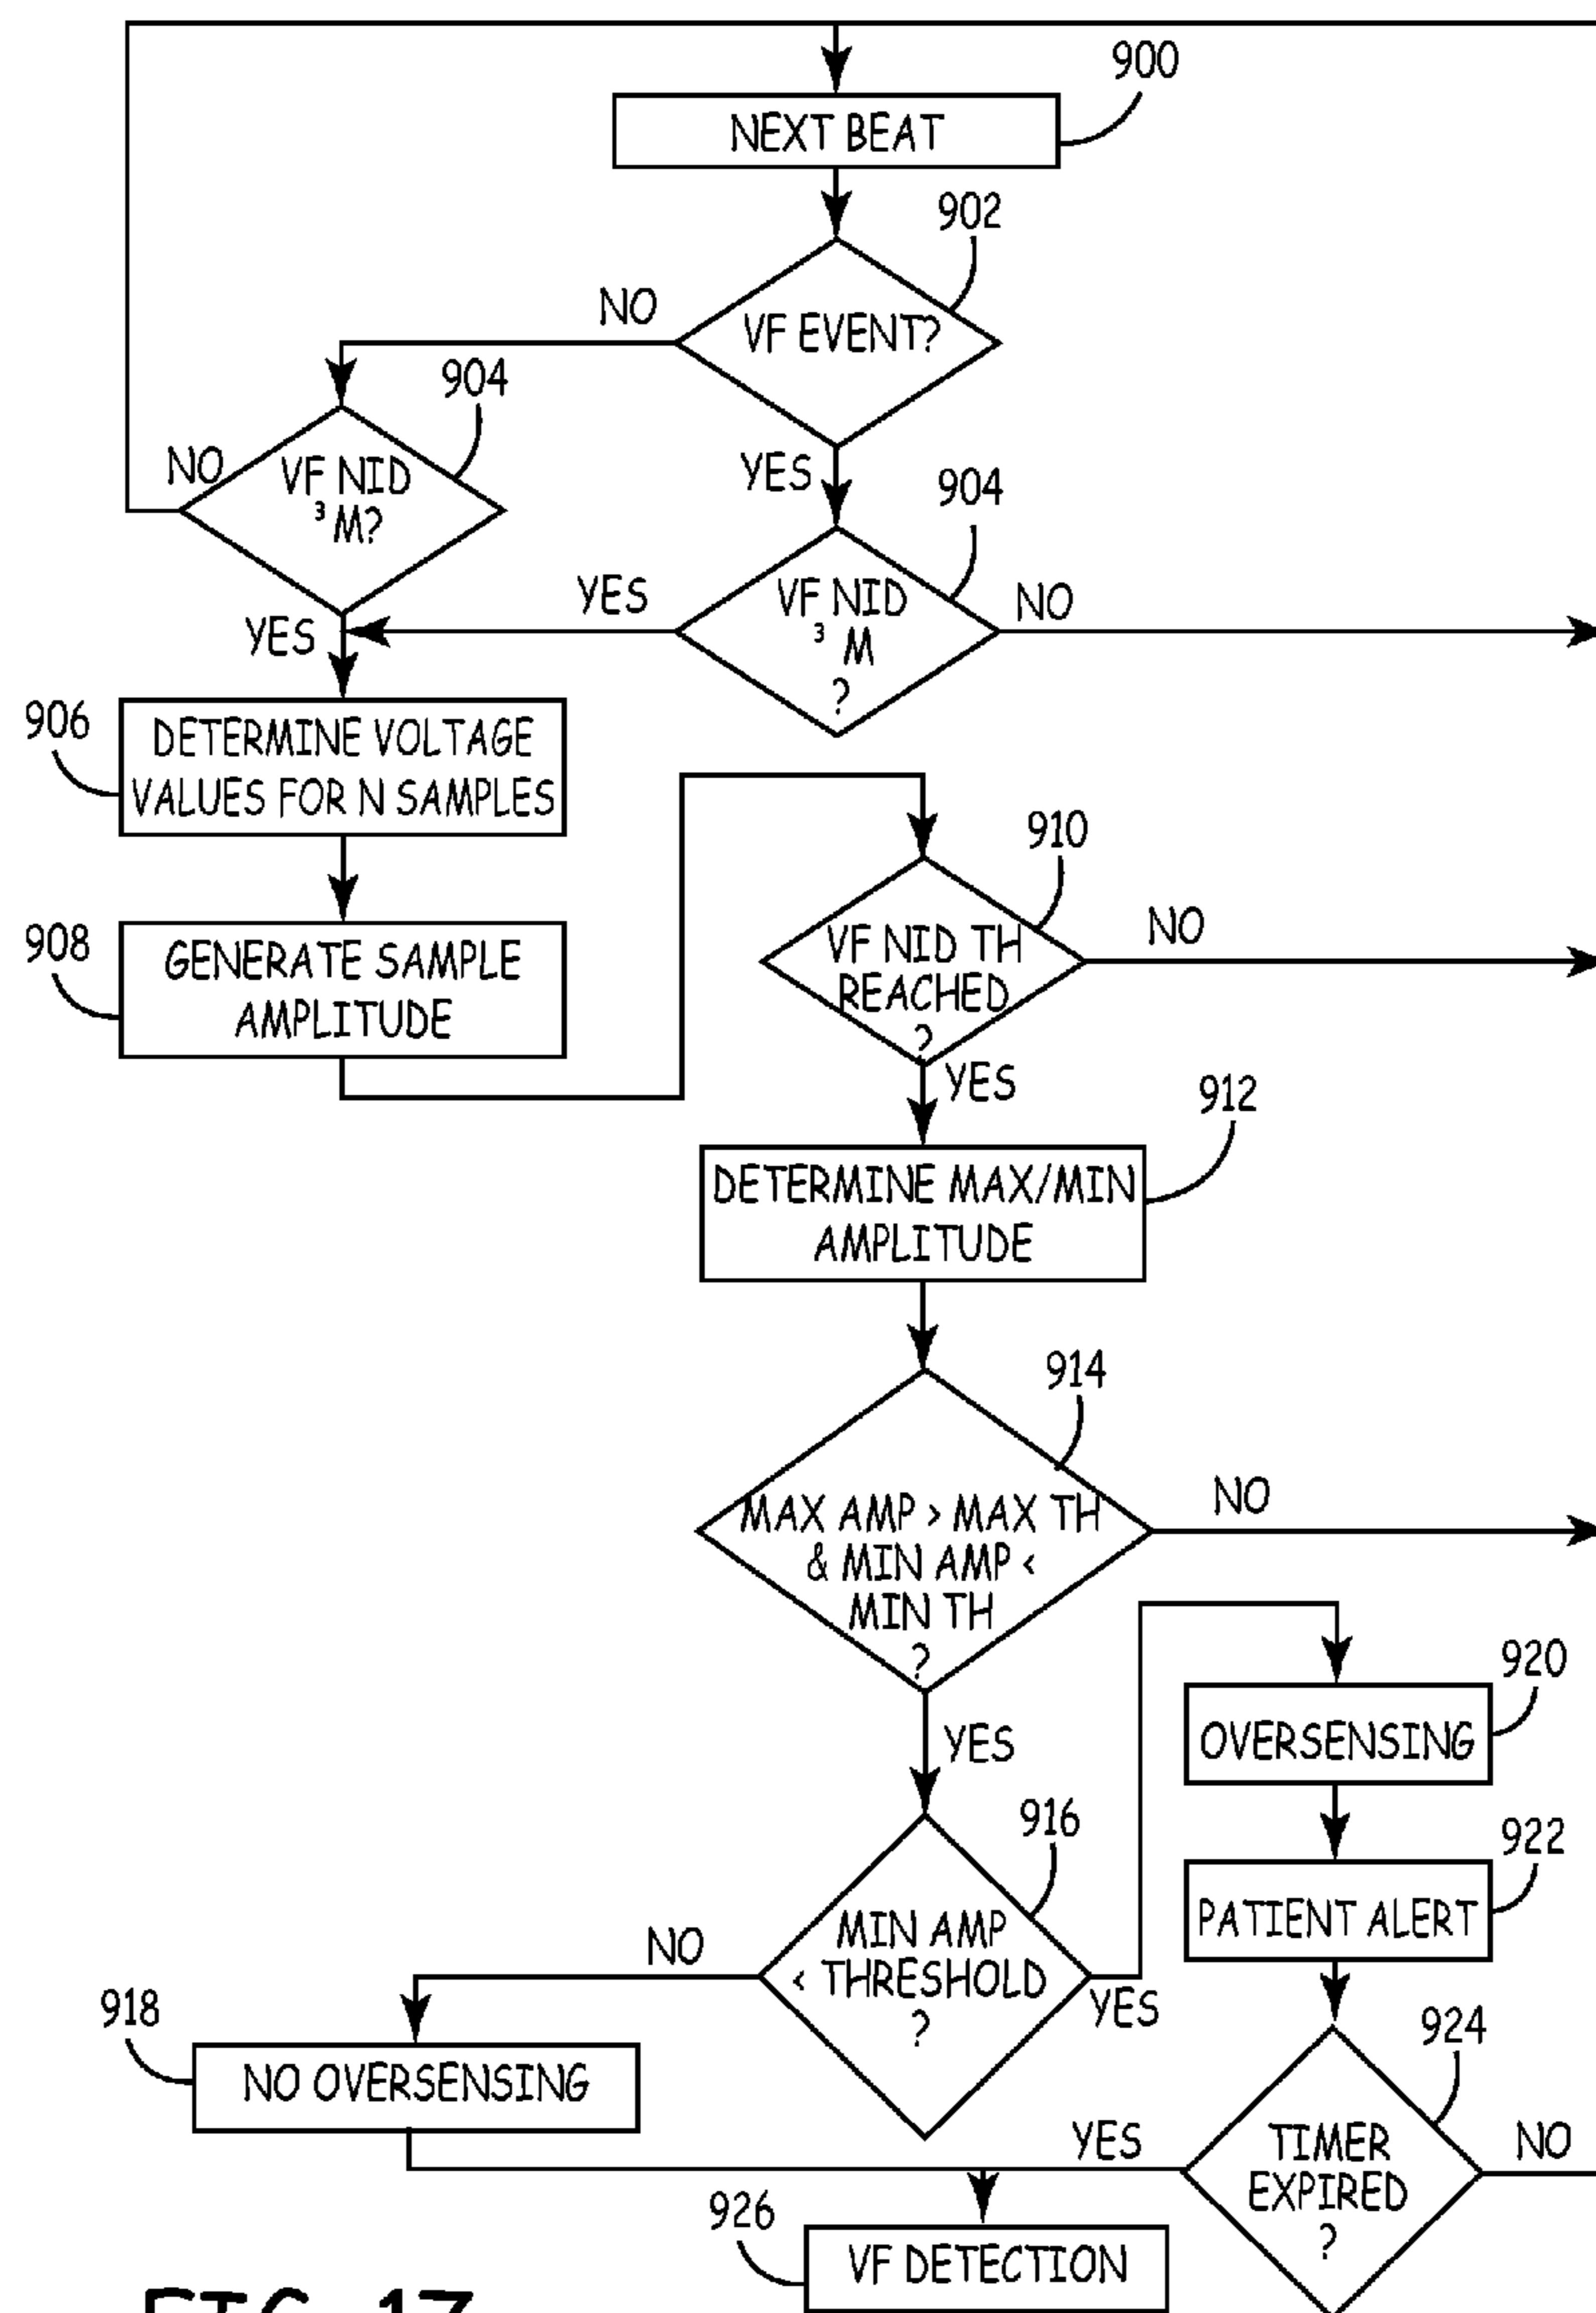 900
NEXT BEAT
902
NO
VF EVENT?
904
NO
VF NID
³ M?
YES
904
YES
VF NID
³ M
?
NO
YES
906
DETERMINE VOLTAGE
VALUES FOR N SAMPLES
910
908
GENERATE SAMPLE
AMPLITUDE
VF NID TH
REACHED
?
NO
YES
912
DETERMINE MAX/MIN
AMPLITUDE
914
MAX AMP > MAX TH
& MIN AMP <
MIN TH
?
NO
920
OVERSENSING
YES
916
922
PATIENT ALERT
NO
MIN AMP
< THRESHOLD
?
YES
918
NO OVERSENSING
924
YES
TIMER
EXPIRED
?
NO
926
VF DETECTION
FIG. 17